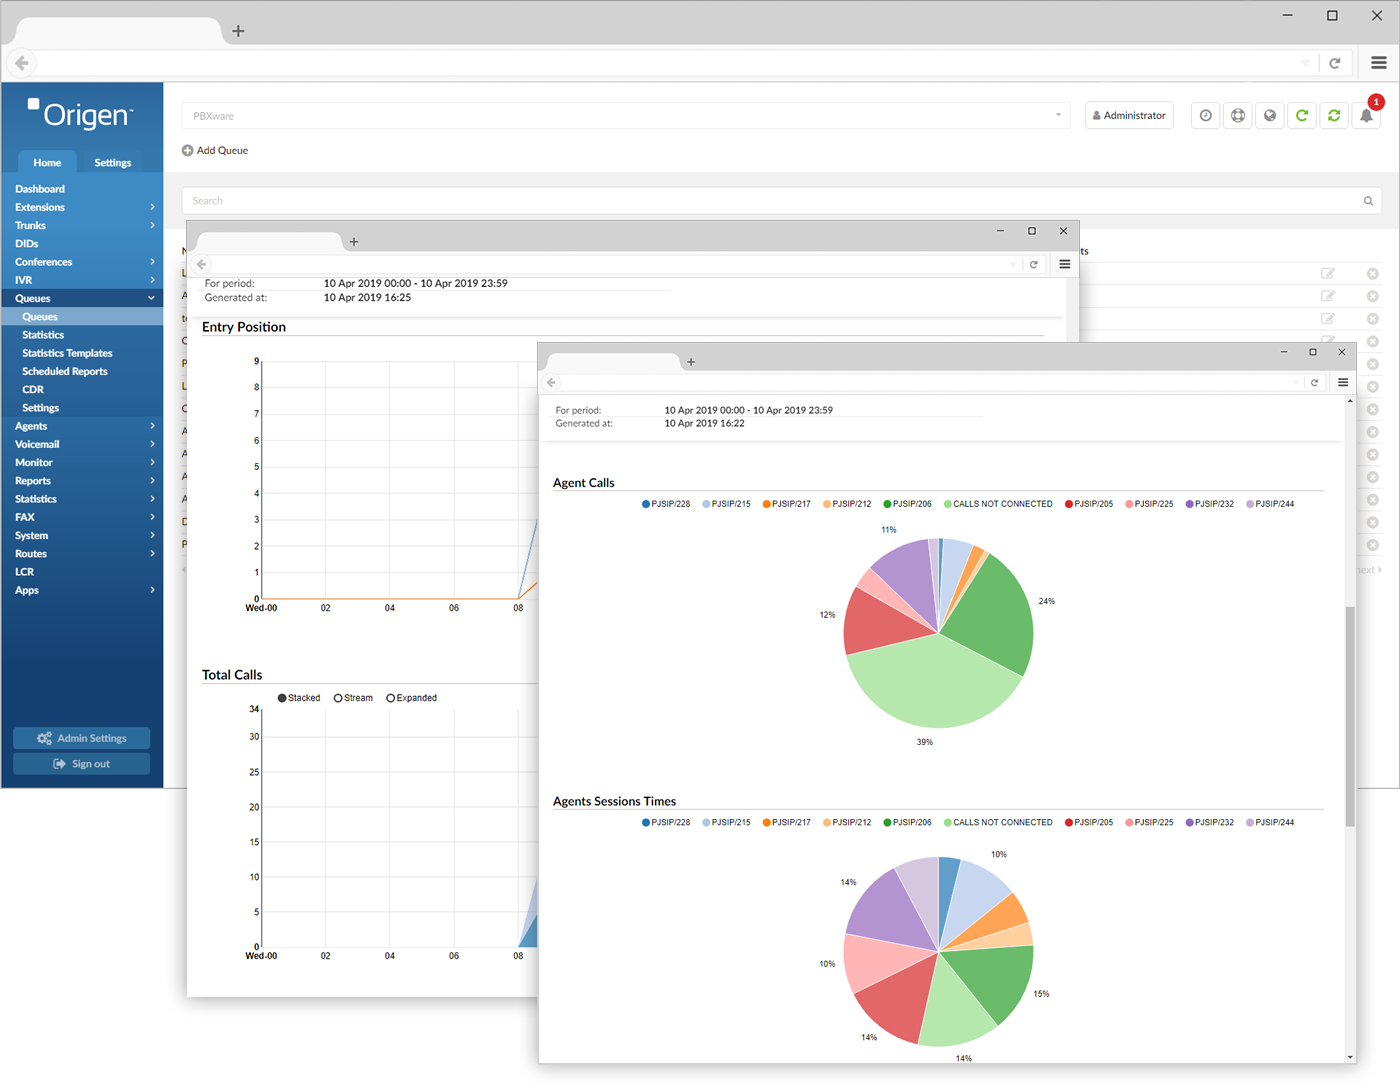 Origen™
Home Settings
Dashboard
Extensions
Trunks
DIDs
Conferences
IVR
Queues
Queues
Statistics
Statistics Templates
Scheduled Reports
CDR
Settings
Agents
Voicemail
Monitor
Reports
Statistics
FAX
System
Routes
LCR
Apps
Admin Settings
Sign out
PBXware
Administrator
1
Add Queue
Search
For period: 10 Apr 2019 00:00 - 10 Apr 2019 23:59
Generated at: 10 Apr 2019 16:25
Entry Position
9
8
7
6
5
4
3
2
1
0
Wed-00 02 04 06 08
Total Calls
Stacked Stream Expanded
34
30
25
20
15
10
5
0
Wed-00 02 04 06 08
For period: 10 Apr 2019 00:00 - 10 Apr 2019 23:59
Generated at: 10 Apr 2019 16:22
Agent Calls
PJSIP/228 PJSIP/215 PJSIP/217 PJSIP/212 PJSIP/206 CALLS NOT CONNECTED PJSIP/205 PJSIP/225 PJSIP/232 PJSIP/244
11%
24%
12%
39%
Agents Sessions Times
PJSIP/228 PJSIP/215 PJSIP/217 PJSIP/212 PJSIP/206 CALLS NOT CONNECTED PJSIP/205 PJSIP/225 PJSIP/232 PJSIP/244
10%
14%
10%
15%
14%
14%